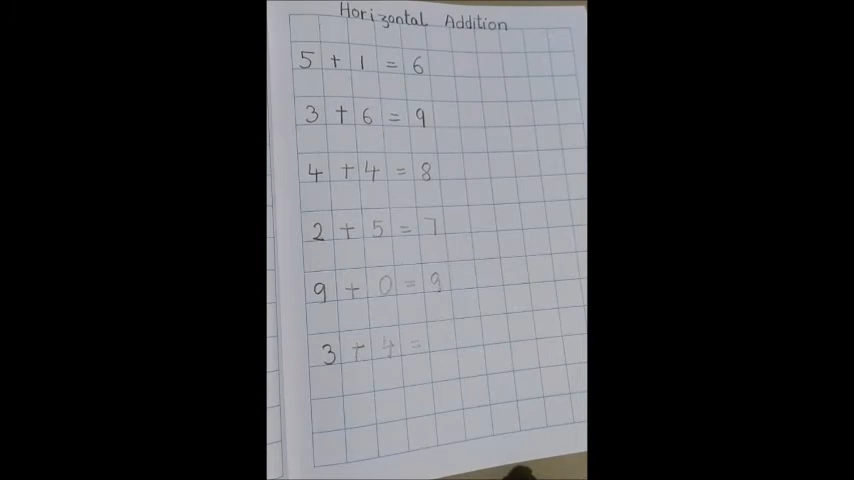 Horizontal Addition
5 + 1 = 6
3 + 6 = 9
4 + 4 = 8
2 + 5 = 7
9 + 0 = 9
3 + 4 =